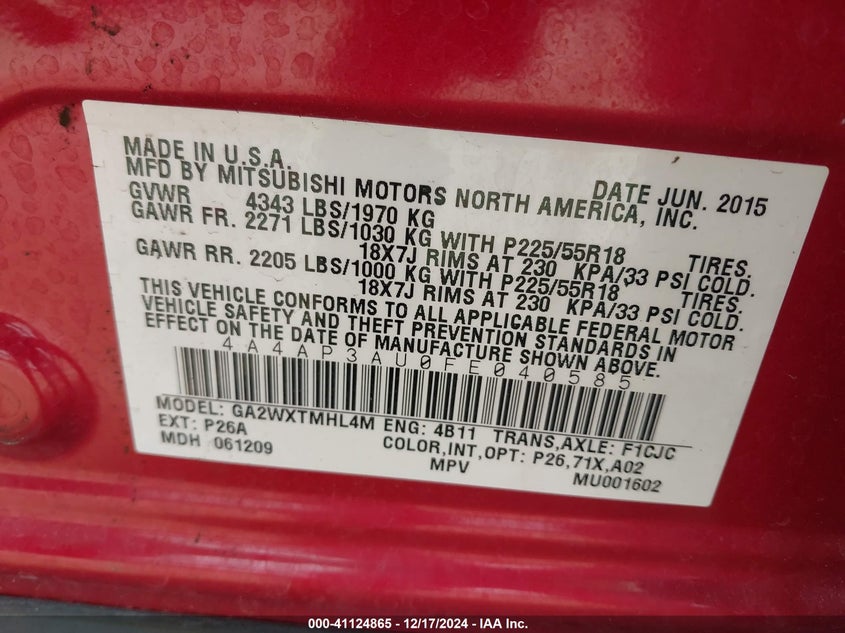 MADE IN U.S.A. DATE JUN. 2015
MFD BY MITSUBISHI MOTORS NORTH AMERICA, INC.
GVWR 4343 LBS/1970 KG
GAWR FR. 2271 LBS/1030 KG WITH P225/55R18 TIRES.
18X7J RIMS AT 230 KPA/33 PSI COLD.
GAWR RR. 2205 LBS/1000 KG WITH P225/55R18 TIRES.
18X7J RIMS AT 230 KPA/33 PSI COLD.
THIS VEHICLE CONFORMS TO ALL APPLICABLE FEDERAL MOTOR
VEHICLE SAFETY AND THEFT PREVENTION STANDARDS IN
EFFECT ON THE DATE OF MANUFACTURE SHOWN ABOVE.
4A4AP3AU0FE040585
MODEL: GA2WXTMHL4M ENG: 4B11 TRANS,AXLE: F1CJC
EXT: P26A COLOR,INT,OPT: P26,71X,A02
MDH 061209 MPV MU001602
000-41124865 - 12/17/2024 - IAA Inc.